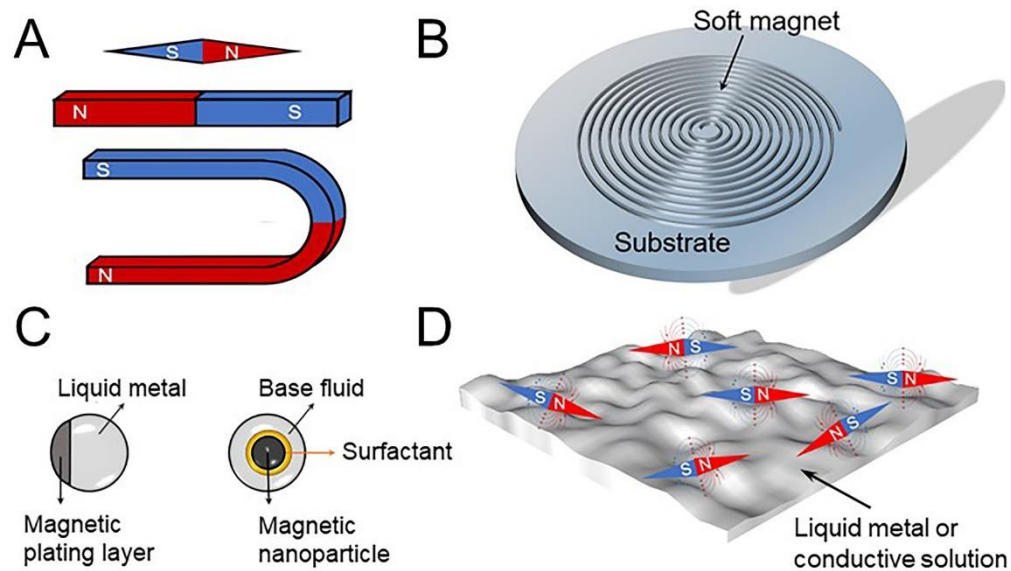 A
S N
N S
S
N
B
Soft magnet
Substrate
C
Liquid metal
Magnetic
plating layer
Base fluid
Surfactant
Magnetic
nanoparticle
D
N S
S N
S N
S N
N S
S N
Liquid metal or
conductive solution